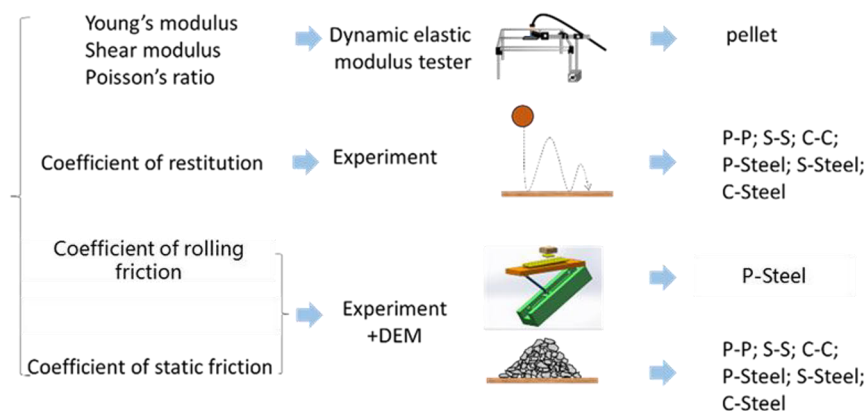 Young's modulus
Shear modulus
Poisson's ratio
Dynamic elastic
modulus tester
pellet
Coefficient of restitution
Experiment
P-P; S-S; C-C;
P-Steel; S-Steel;
C-Steel
Coefficient of rolling
friction
Experiment
+DEM
P-Steel
Coefficient of static friction
P-P; S-S; C-C;
P-Steel; S-Steel;
C-Steel